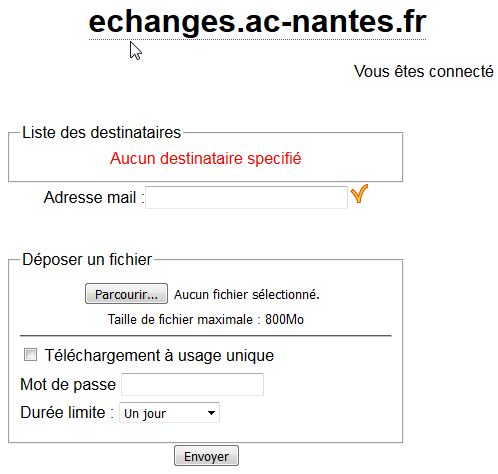 echanges.ac-nantes.fr
Vous êtes connecté
Liste des destinataires
Aucun destinataire specifié
Adresse mail :
Déposer un fichier
Parcourir... Aucun fichier sélectionné.
Taille de fichier maximale : 800Mo
Téléchargement à usage unique
Mot de passe
Durée limite : Un jour
Envoyer